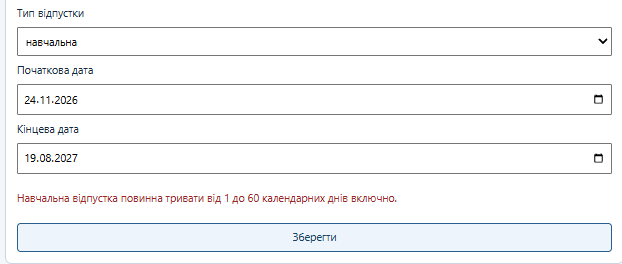 Тип відпустки
навчальна
Початкова дата
24.11.2026
Кінцева дата
19.08.2027
Навчальна відпустка повинна тривати від 1 до 60 календарних днів включно.
Зберегти